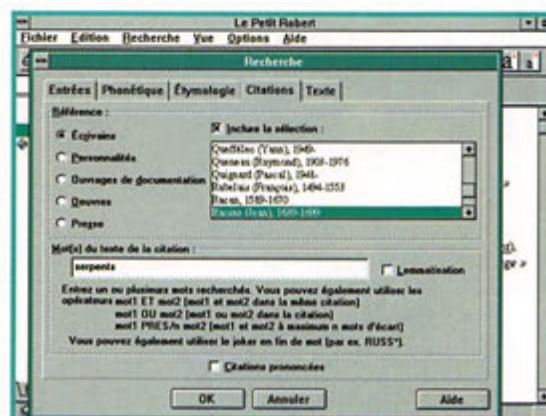 Le Petit Robert
Fichier Edition Recherche Vue Options Aide
Recherche
Entrées Phonétique Étymologie Citations Texte
Référence :
Écrivains
Personnalités
Ouvrages de documentation
Oeuvres
Presse
Inclure la sélection :
Queffélec (Yann), 1949-
Queneau (Raymond), 1903-1976
Quignard (Pascal), 1948-
Rabelais (François), 1494-1553
Racan, 1589-1670
Racine (Jean), 1639-1699
Mot(s) du texte de la citation :
serpents
Lemmatisation
Entrez un ou plusieurs mots recherchés. Vous pouvez également utiliser les
opérateurs mot1 ET mot2 [mot1 et mot2 dans la même citation]
mot1 OU mot2 [mot1 ou mot2 dans la citation]
mot1 PRES/n mot2 [mot1 et mot2 à maximum n mots d'écart]
Vous pouvez également utiliser le joker en fin de mot (par ex. RUSS*).
Citations prononcées
OK Annuler Aide